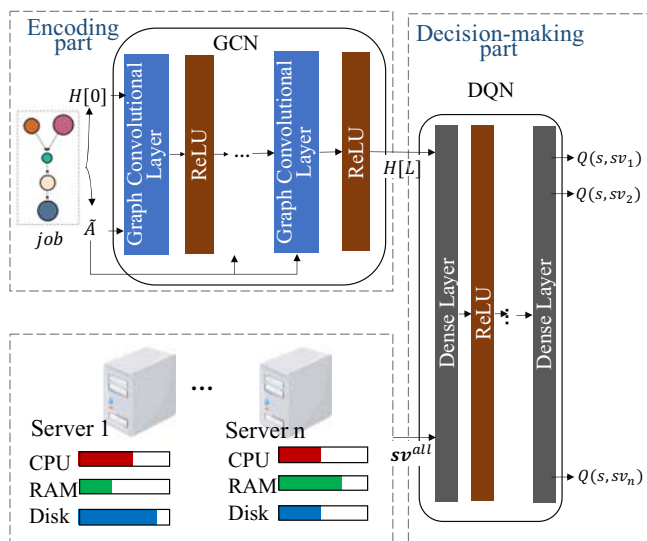 Encoding part
GCN
H[0]
Graph Convolutional Layer
ReLU
...
Graph Convolutional Layer
ReLU
H[L]
job
Ã
Decision-making part
DQN
Dense Layer
ReLU
...
Dense Layer
Q(s, sv₁)
Q(s, sv₂)
Q(s, svₙ)
...
Server 1
CPU
RAM
Disk
Server n
CPU
RAM
Disk
sv^all